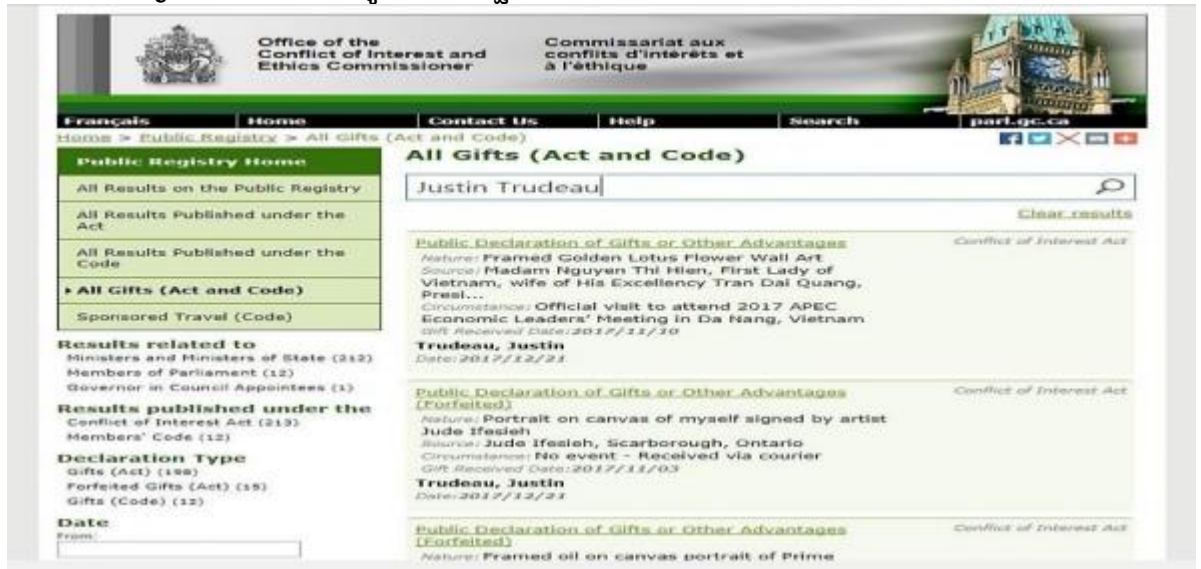 Office of the
Conflict of Interest and
Ethics Commissioner
Commissariat aux
conflits d'intérêts et
à l'éthique
Français Home Contact Us Help Search parl.gc.ca
Home > Public Registry > All Gifts (Act and Code)
Public Registry Home
All Results on the Public Registry
All Results Published under the
Act
All Results Published under the
Code
All Gifts (Act and Code)
Sponsored Travel (Code)
Results related to
Ministers and Ministers of State (212)
Members of Parliament (12)
Governor in Council Appointees (1)
Results published under the
Conflict of Interest Act (213)
Members' Code (12)
Declaration Type
Gifts (Act) (198)
Forfeited Gifts (Act) (15)
Gifts (Code) (12)
Date
From:
All Gifts (Act and Code)
Justin Trudeau
Clear results
Public Declaration of Gifts or Other Advantages
Conflict of Interest Act
Nature: Framed Golden Lotus Flower Wall Art
Source: Madam Nguyen Thi Hien, First Lady of
Vietnam, wife of His Excellency Tran Dai Quang,
Presi...
Circumstance: Official visit to attend 2017 APEC
Economic Leaders' Meeting in Da Nang, Vietnam
Gift Received Date: 2017/11/10
Trudeau, Justin
Date: 2017/12/21
Public Declaration of Gifts or Other Advantages
(Forfeited)
Conflict of Interest Act
Nature: Portrait on canvas of myself signed by artist
Jude Ifesieh
Source: Jude Ifesieh, Scarborough, Ontario
Circumstance: No event - Received via courier
Gift Received Date: 2017/11/03
Trudeau, Justin
Date: 2017/12/21
Public Declaration of Gifts or Other Advantages
(Forfeited)
Conflict of Interest Act
Nature: Framed oil on canvas portrait of Prime